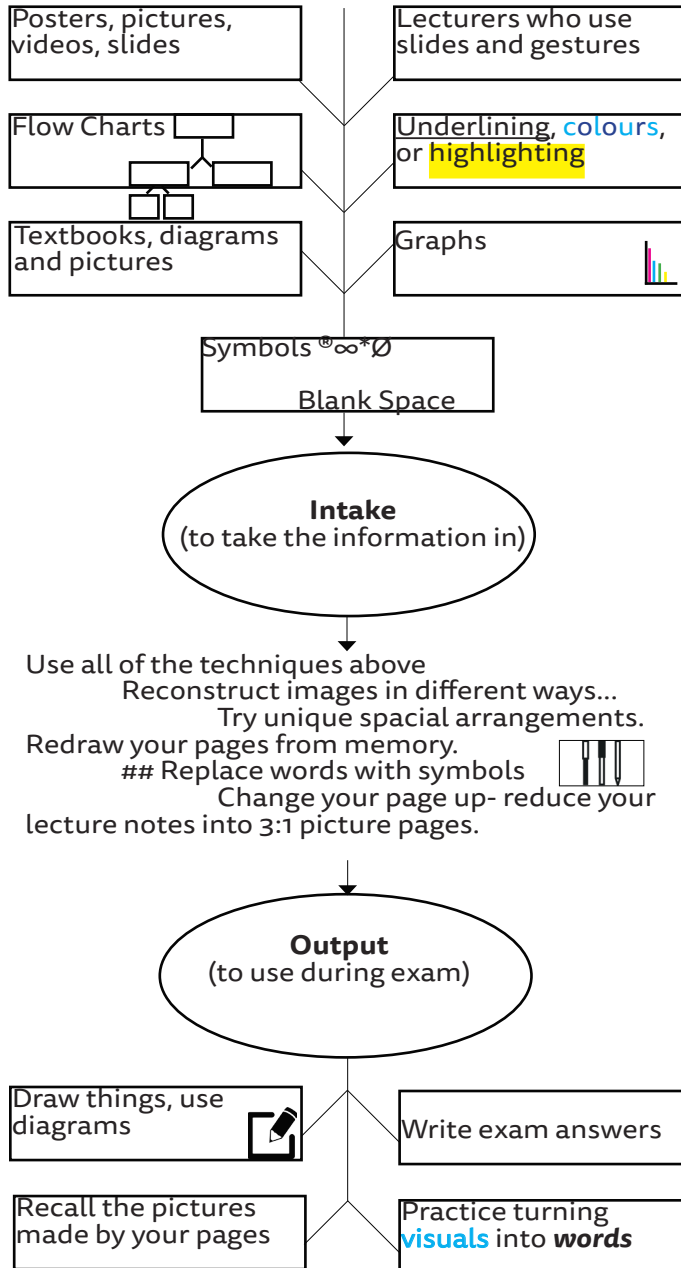 Posters, pictures,
videos, slides
Lecturers who use
slides and gestures
Flow Charts
Underlining, colours,
or highlighting
Textbooks, diagrams
and pictures
Graphs
Symbols ®∞*Ø
Blank Space
Intake
(to take the information in)
Use all of the techniques above
Reconstruct images in different ways...
Try unique spacial arrangements.
Redraw your pages from memory.
## Replace words with symbols
Change your page up- reduce your
lecture notes into 3:1 picture pages.
Output
(to use during exam)
Draw things, use
diagrams
Write exam answers
Recall the pictures
made by your pages
Practice turning
visuals into words